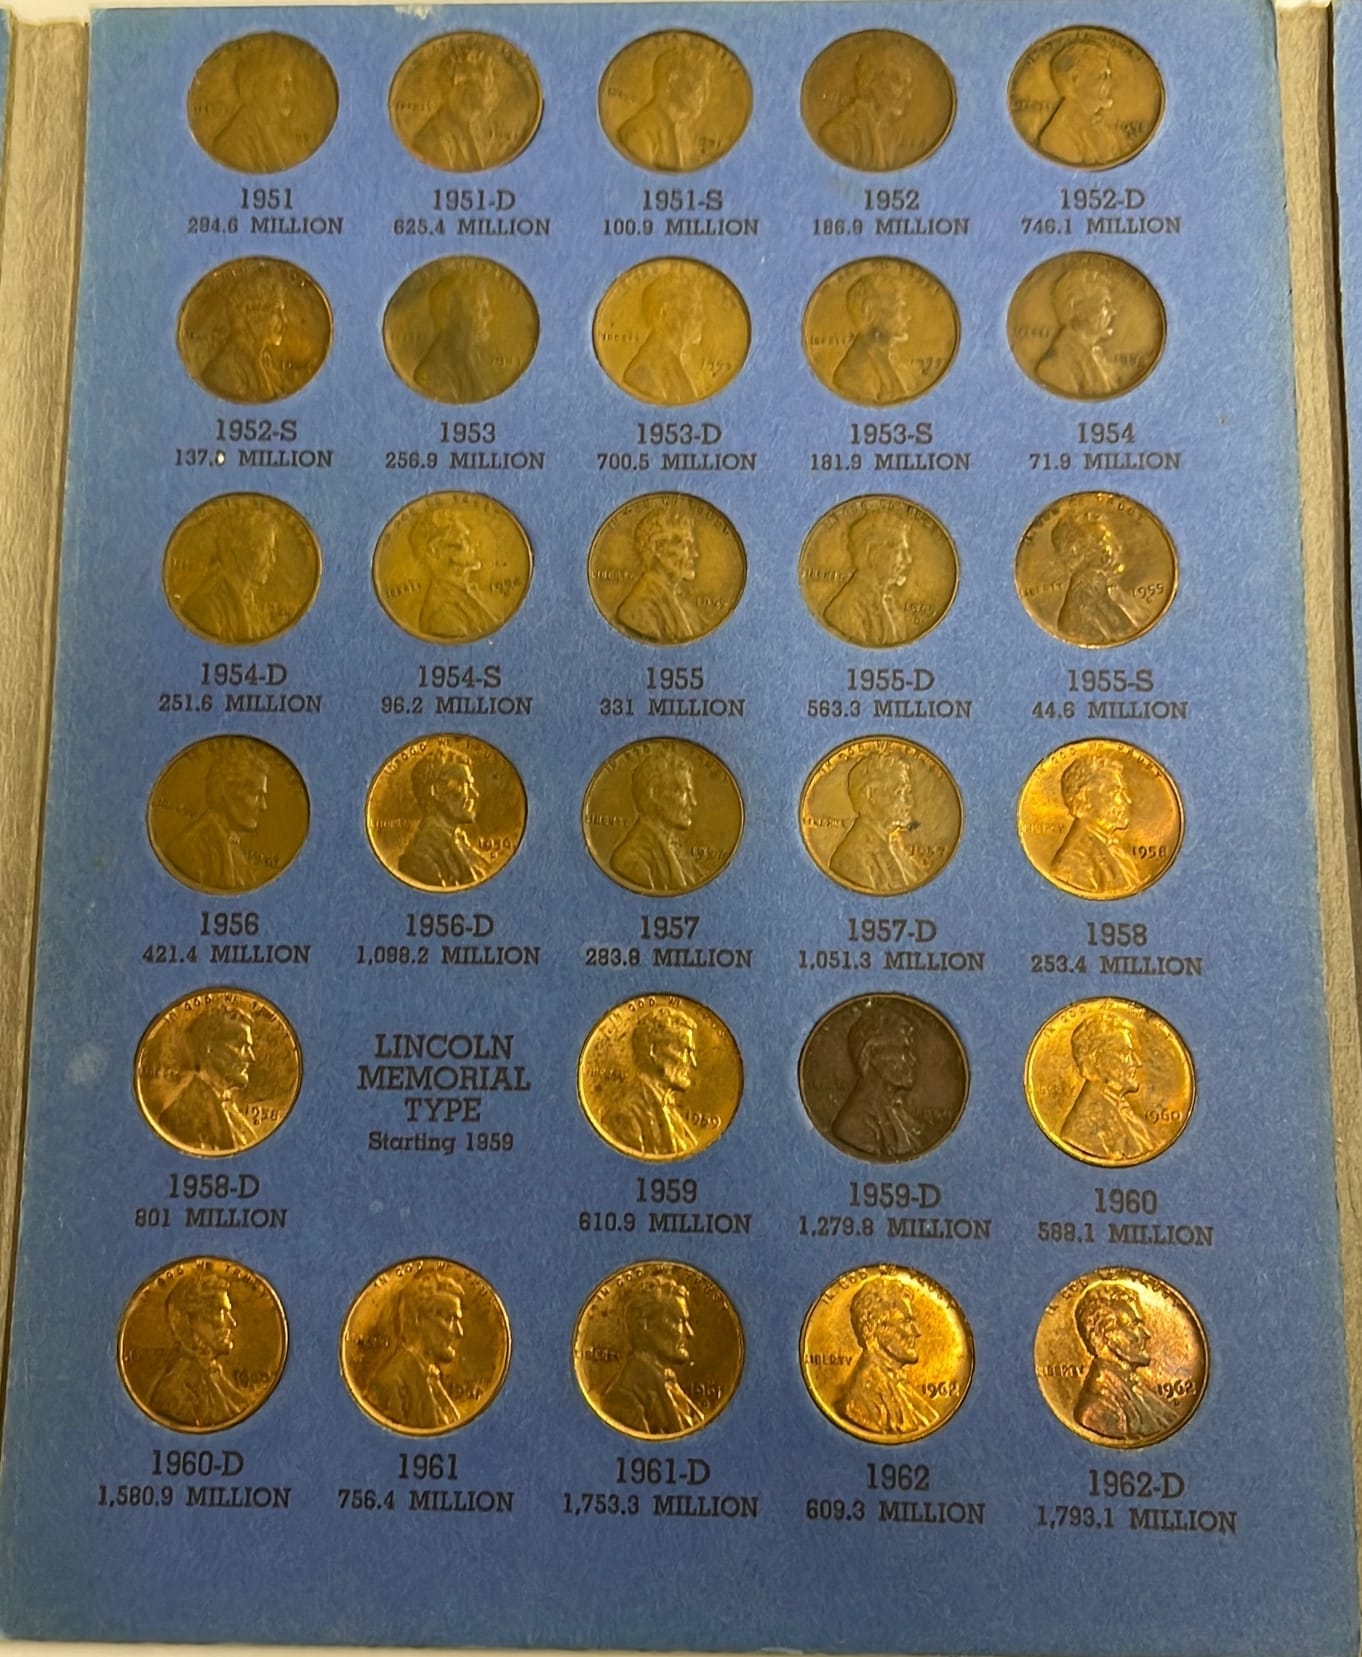 1951 1951-D 1951-S 1952 1952-D
294.6 MILLION 625.4 MILLION 100.9 MILLION 186.9 MILLION 746.1 MILLION
1952-S 1953 1953-D 1953-S 1954
137. MILLION 256.9 MILLION 700.5 MILLION 181.9 MILLION 71.9 MILLION
1954-D 1954-S 1955 1955-D 1955-S
251.6 MILLION 96.2 MILLION 331 MILLION 563.3 MILLION 44.6 MILLION
1956 1956-D 1957 1957-D 1958
421.4 MILLION 1,098.2 MILLION 283.8 MILLION 1,051.3 MILLION 253.4 MILLION
LINCOLN
MEMORIAL
TYPE
Starting 1959
1958-D 1959 1959-D 1960
801 MILLION 610.9 MILLION 1,279.8 MILLION 588.1 MILLION
LIBERTY 1962 1962
1960-D 1961 1961-D 1962 1962-D
1,580.9 MILLION 756.4 MILLION 1,753.3 MILLION 609.3 MILLION 1,793.1 MILLION